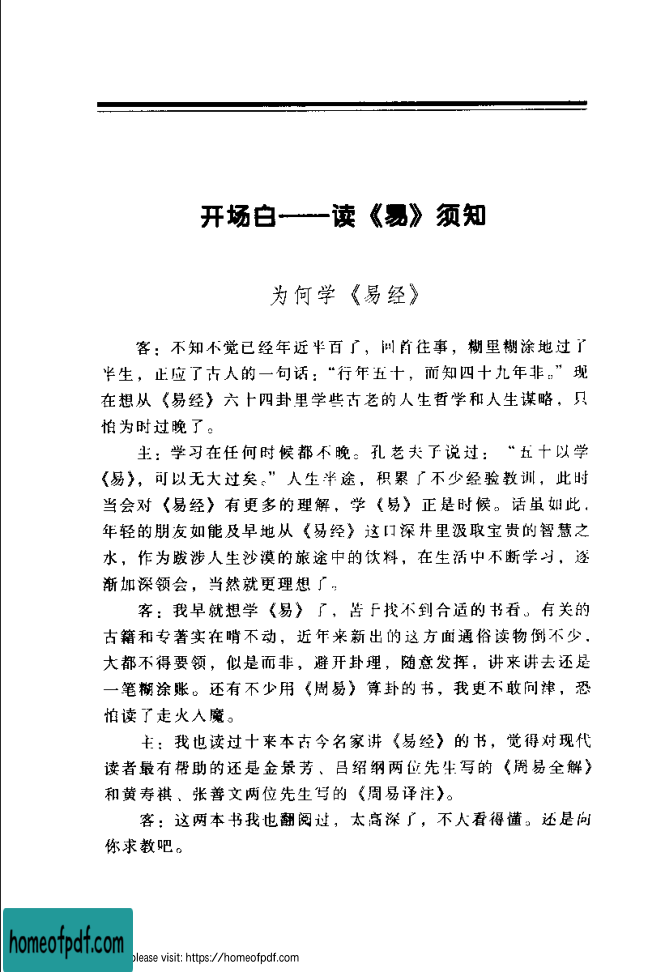 开场白——读《易》须知
为何学《易经》
客：不知不觉已经年近半百了，回首往事，糊里糊涂地过了
半生，正应了古人的一句话：“行年五十，而知四十九年非。”现
在想从《易经》六十四卦里学些古老的人生哲学和人生谋略，只
怕为时过晚了。
主：学习在任何时候都不晚。孔老夫子说过：“五十以学
《易》，可以无大过矣。”人生半途，积累了不少经验教训，此时
当会对《易经》有更多的理解，学《易》正是时候。话虽如此，
年轻的朋友如能及早地从《易经》这口深井里汲取宝贵的智慧之
水，作为跋涉人生沙漠的旅途中的饮料，在生活中不断学习，逐
渐加深领会，当然就更理想了。
客：我早就想学《易》了，苦于找不到合适的书看。有关的
古籍和专著实在啃不动，近年来新出的这方面通俗读物倒不少，
大都不得要领，似是而非，避开卦理，随意发挥，讲来讲去还是
一笔糊涂账。还有不少用《周易》算卦的书，我更不敢问津，恐
怕读了走火入魔。
主：我也读过十来本古今名家讲《易经》的书，觉得对现代
读者最有帮助的还是金景芳、吕绍纲两位先生写的《周易全解》
和黄寿祺、张善文两位先生写的《周易译注》。
客：这两本书我也翻阅过，太高深了，不大看得懂。还是向
你求教吧。
homeofpdf.com
please visit: https://homeofpdf.com